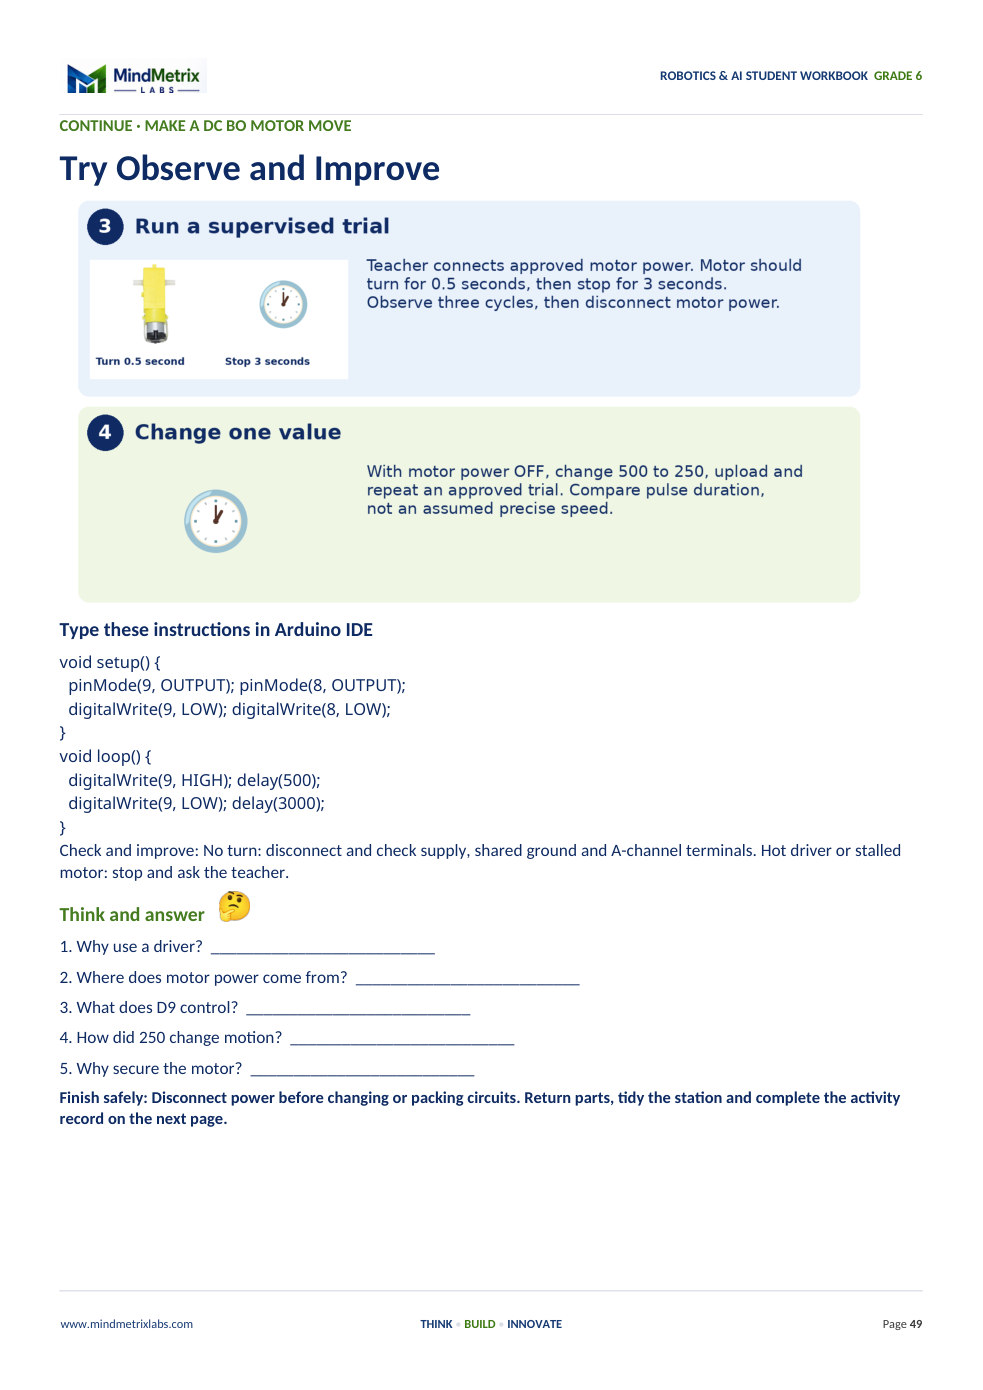 MindMetrix
LABS
ROBOTICS & AI STUDENT WORKBOOK GRADE 6
CONTINUE · MAKE A DC BO MOTOR MOVE
Try Observe and Improve
3 Run a supervised trial
Teacher connects approved motor power. Motor should
turn for 0.5 seconds, then stop for 3 seconds.
Observe three cycles, then disconnect motor power.
Turn 0.5 second Stop 3 seconds
4 Change one value
With motor power OFF, change 500 to 250, upload and
repeat an approved trial. Compare pulse duration,
not an assumed precise speed.
Type these instructions in Arduino IDE
void setup() {
  pinMode(9, OUTPUT); pinMode(8, OUTPUT);
  digitalWrite(9, LOW); digitalWrite(8, LOW);
}
void loop() {
  digitalWrite(9, HIGH); delay(500);
  digitalWrite(9, LOW); delay(3000);
}
Check and improve: No turn: disconnect and check supply, shared ground and A-channel terminals. Hot driver or stalled
motor: stop and ask the teacher.
Think and answer
1. Why use a driver? __________________________
2. Where does motor power come from? __________________________
3. What does D9 control? __________________________
4. How did 250 change motion? __________________________
5. Why secure the motor? __________________________
Finish safely: Disconnect power before changing or packing circuits. Return parts, tidy the station and complete the activity
record on the next page.
www.mindmetrixlabs.com THINK • BUILD • INNOVATE Page 49